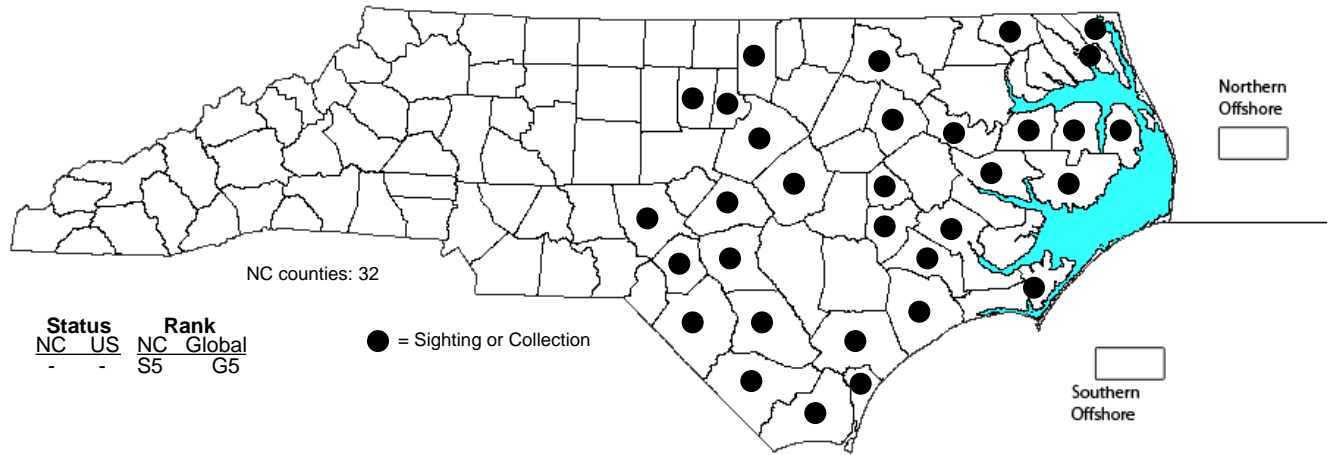 Northern
Offshore
NC counties: 32
Status Rank
NC US NC Global
- - S5 G5
= Sighting or Collection
Southern
Offshore